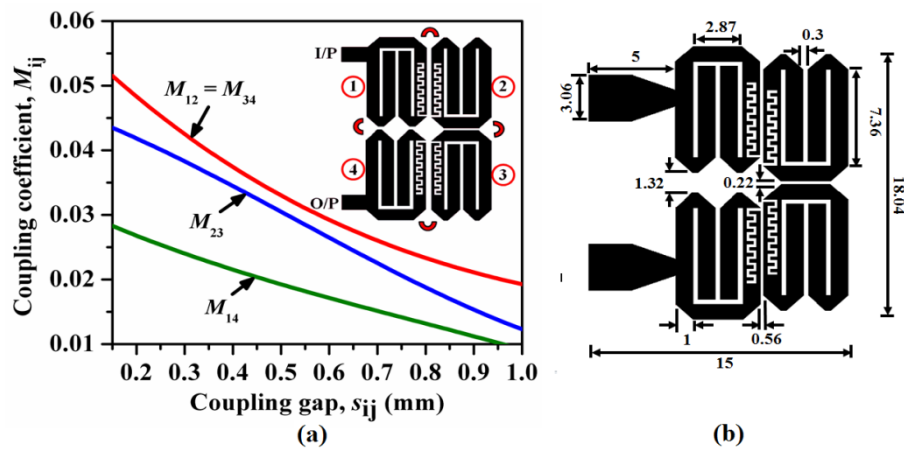 0.06
0.05
0.04
0.03
0.02
0.01
Coupling coefficient, Mij
0.2 0.3 0.4 0.5 0.6 0.7 0.8 0.9 1.0
Coupling gap, sij (mm)
M12 = M34
M23
M14
I/P
O/P
1
2
3
4
(a)
2.87
0.3
5
3.06
7.36
18.04
1.32
0.22
1
0.56
15
(b)